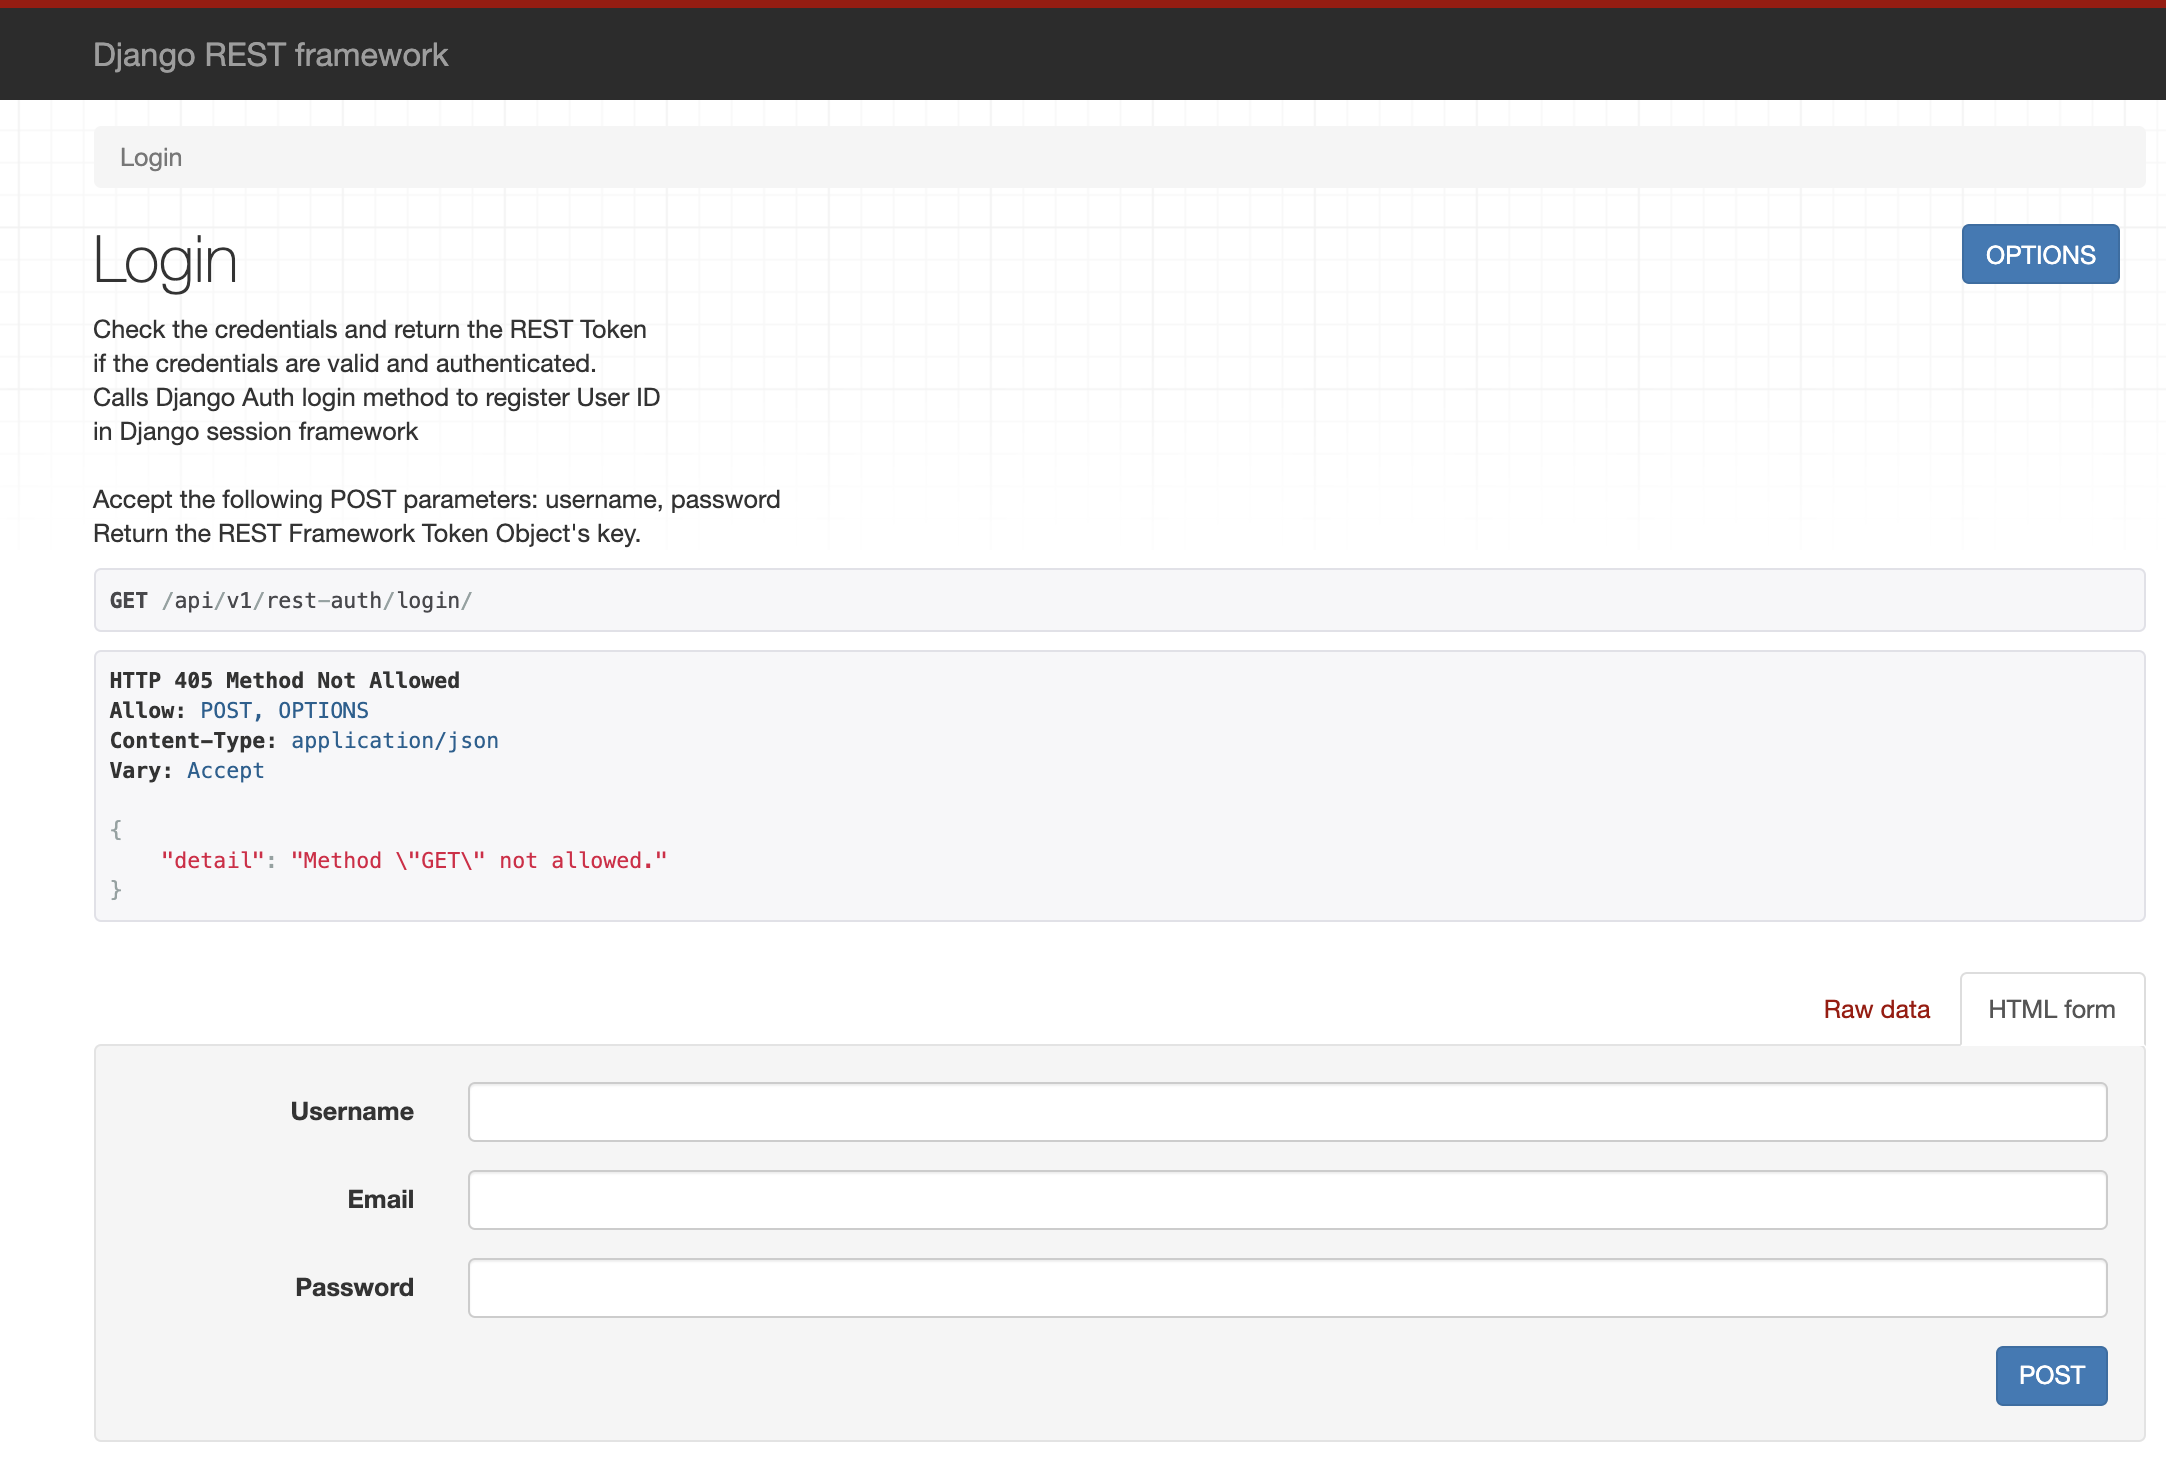 Django REST framework
Login
Login
OPTIONS
Check the credentials and return the REST Token
if the credentials are valid and authenticated.
Calls Django Auth login method to register User ID
in Django session framework
Accept the following POST parameters: username, password
Return the REST Framework Token Object's key.
GET /api/v1/rest-auth/login/
HTTP 405 Method Not Allowed
Allow: POST, OPTIONS
Content-Type: application/json
Vary: Accept
{
    "detail": "Method \"GET\" not allowed."
}
Raw data
HTML form
Username
Email
Password
POST